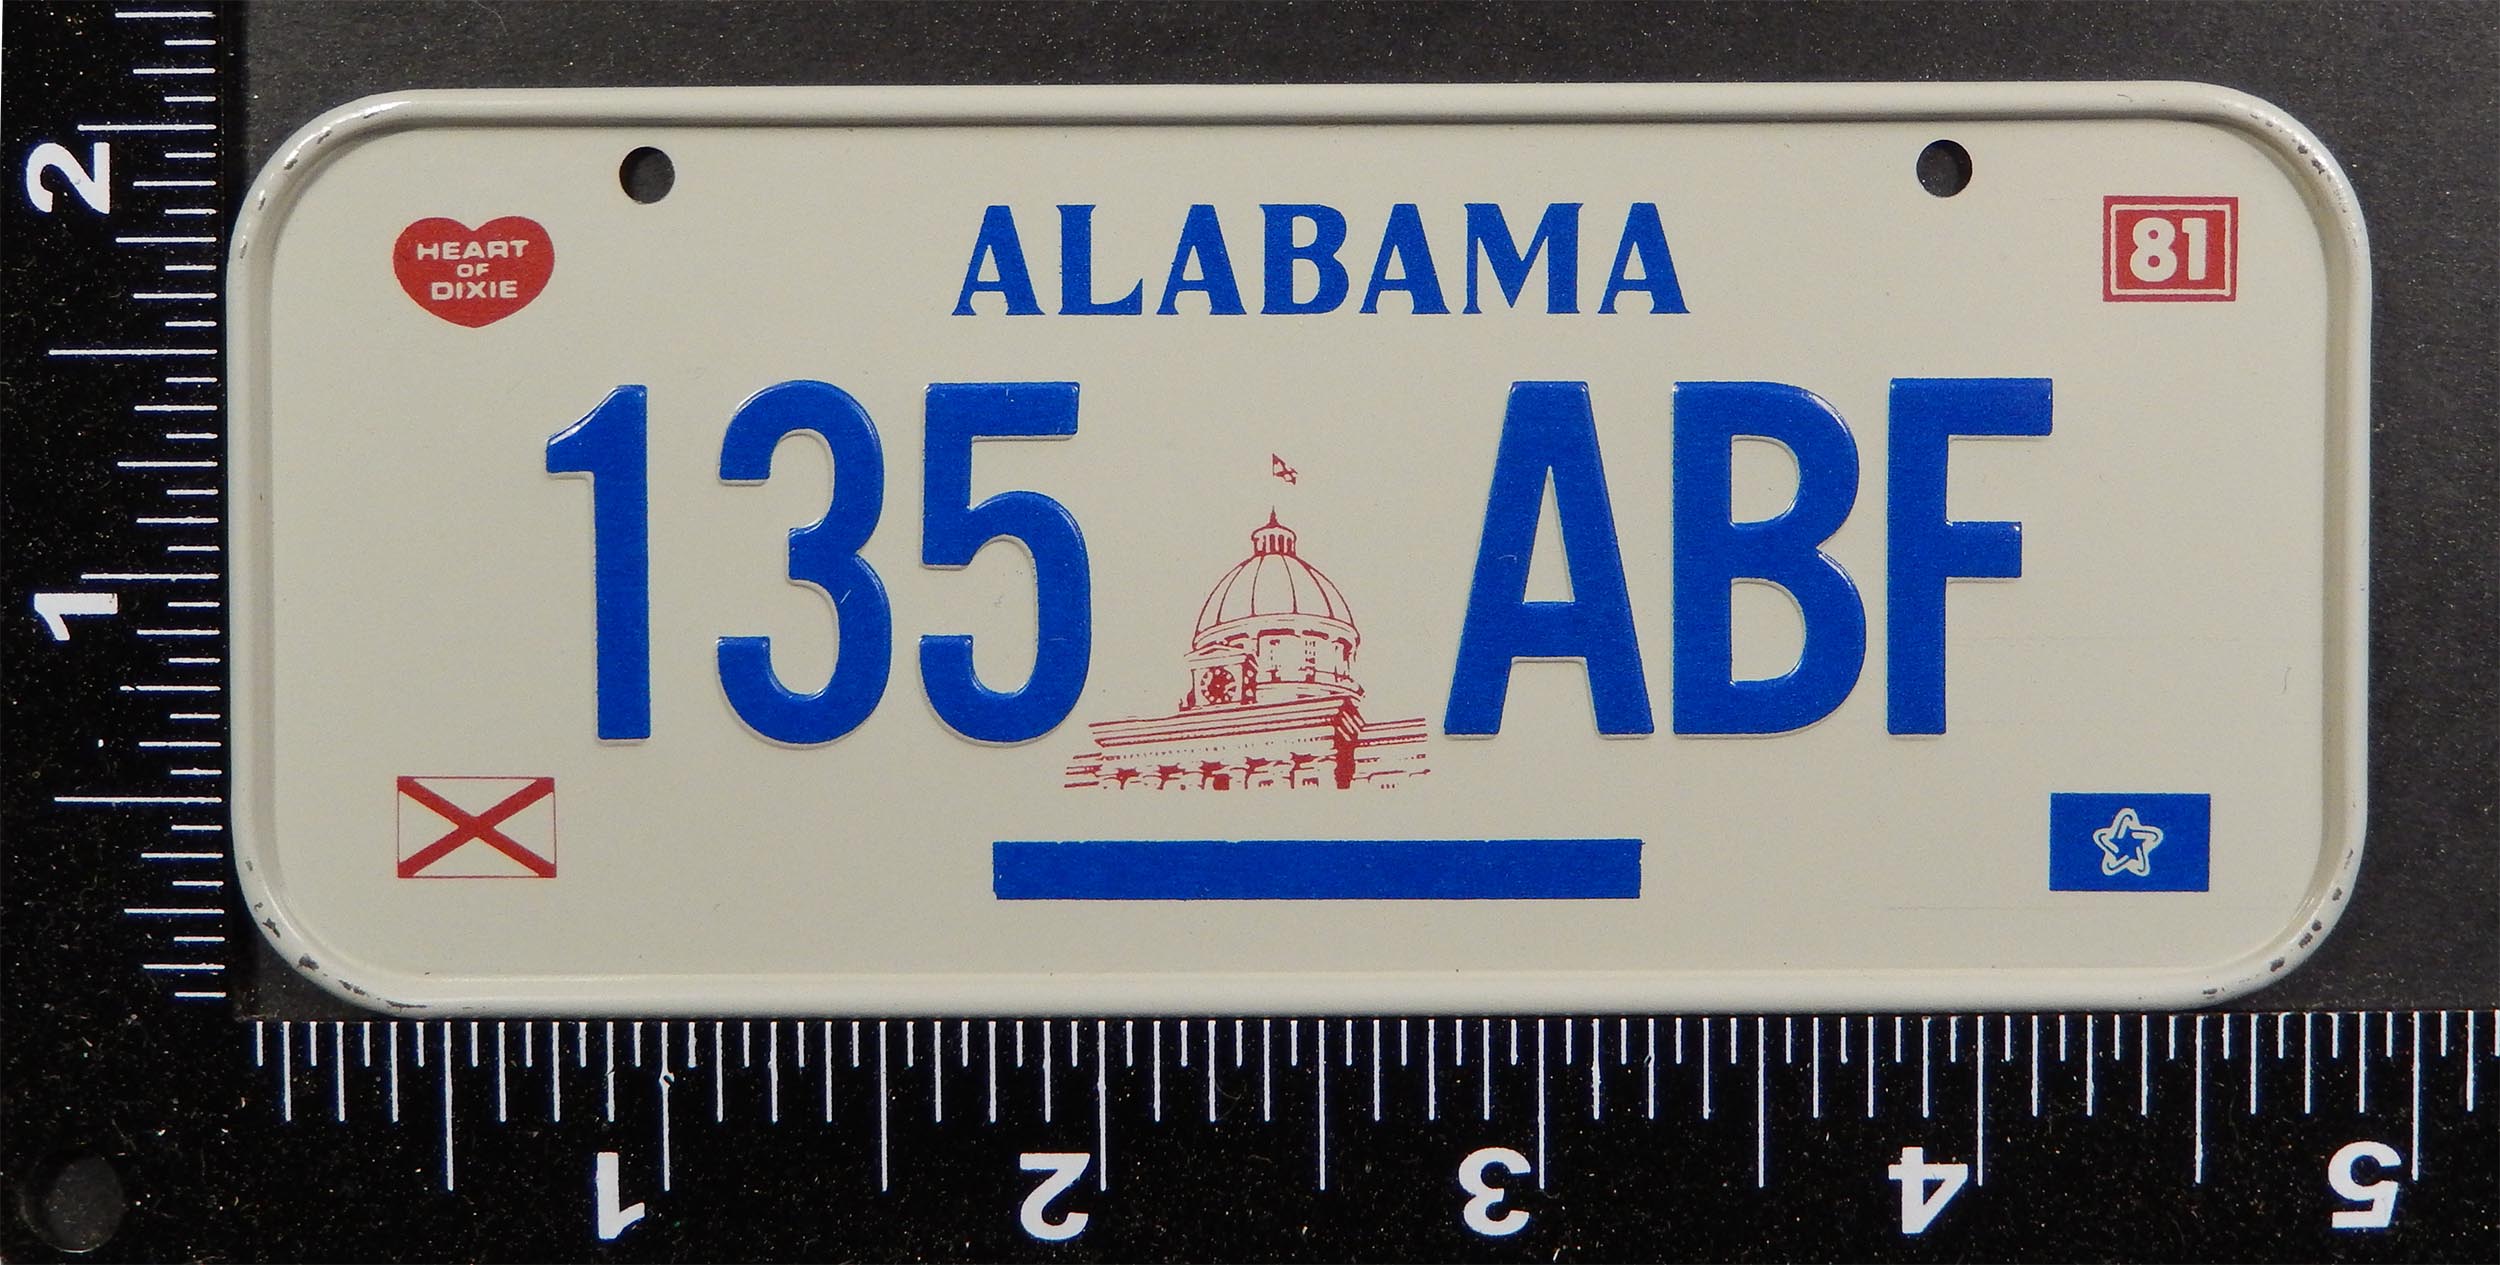 HEART
OF
DIXIE
ALABAMA
81
135 ABF
2
1
1 2 3 4 5